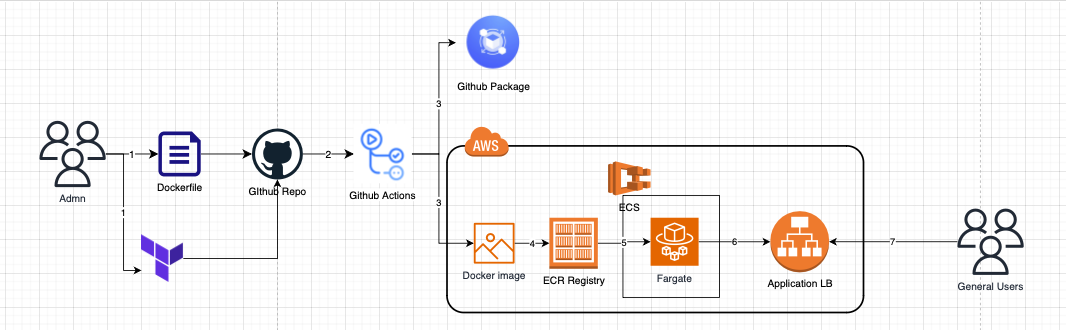 Github Package
3
AWS
1
2
Dockerfile
GIthub Repo
Github Actions
Admn
1
3
ECS
4
5
6
7
Docker image
ECR Registry
Fargate
Application LB
General Users